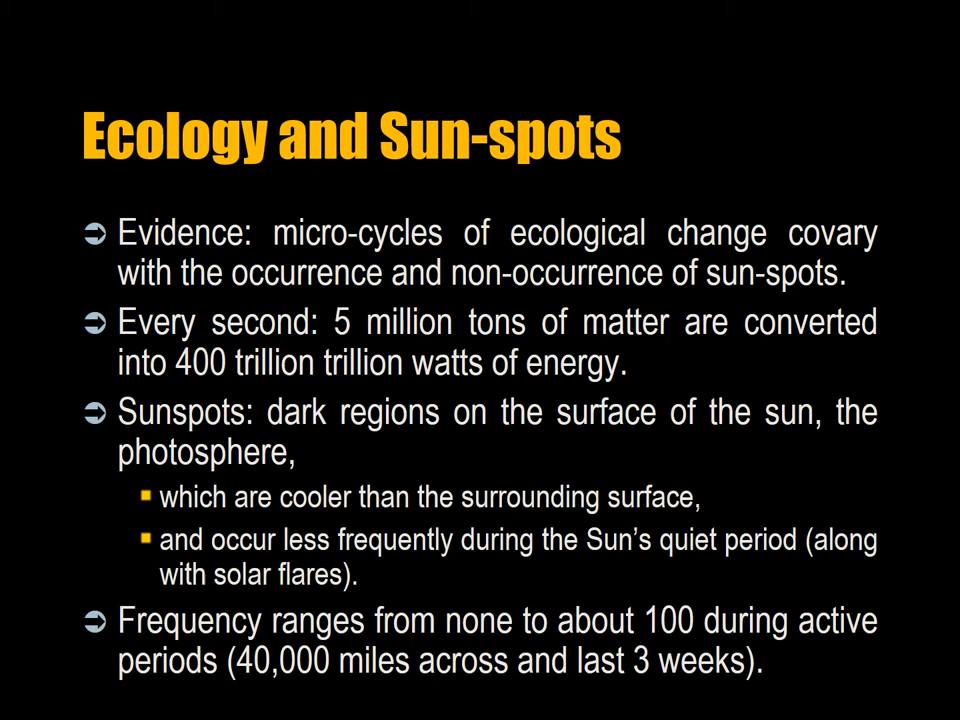 Ecology and Sun-spots
Evidence: micro-cycles of ecological change covary
with the occurrence and non-occurrence of sun-spots.
Every second: 5 million tons of matter are converted
into 400 trillion trillion watts of energy.
Sunspots: dark regions on the surface of the sun, the
photosphere,
which are cooler than the surrounding surface,
and occur less frequently during the Sun's quiet period (along
with solar flares).
Frequency ranges from none to about 100 during active
periods (40,000 miles across and last 3 weeks).